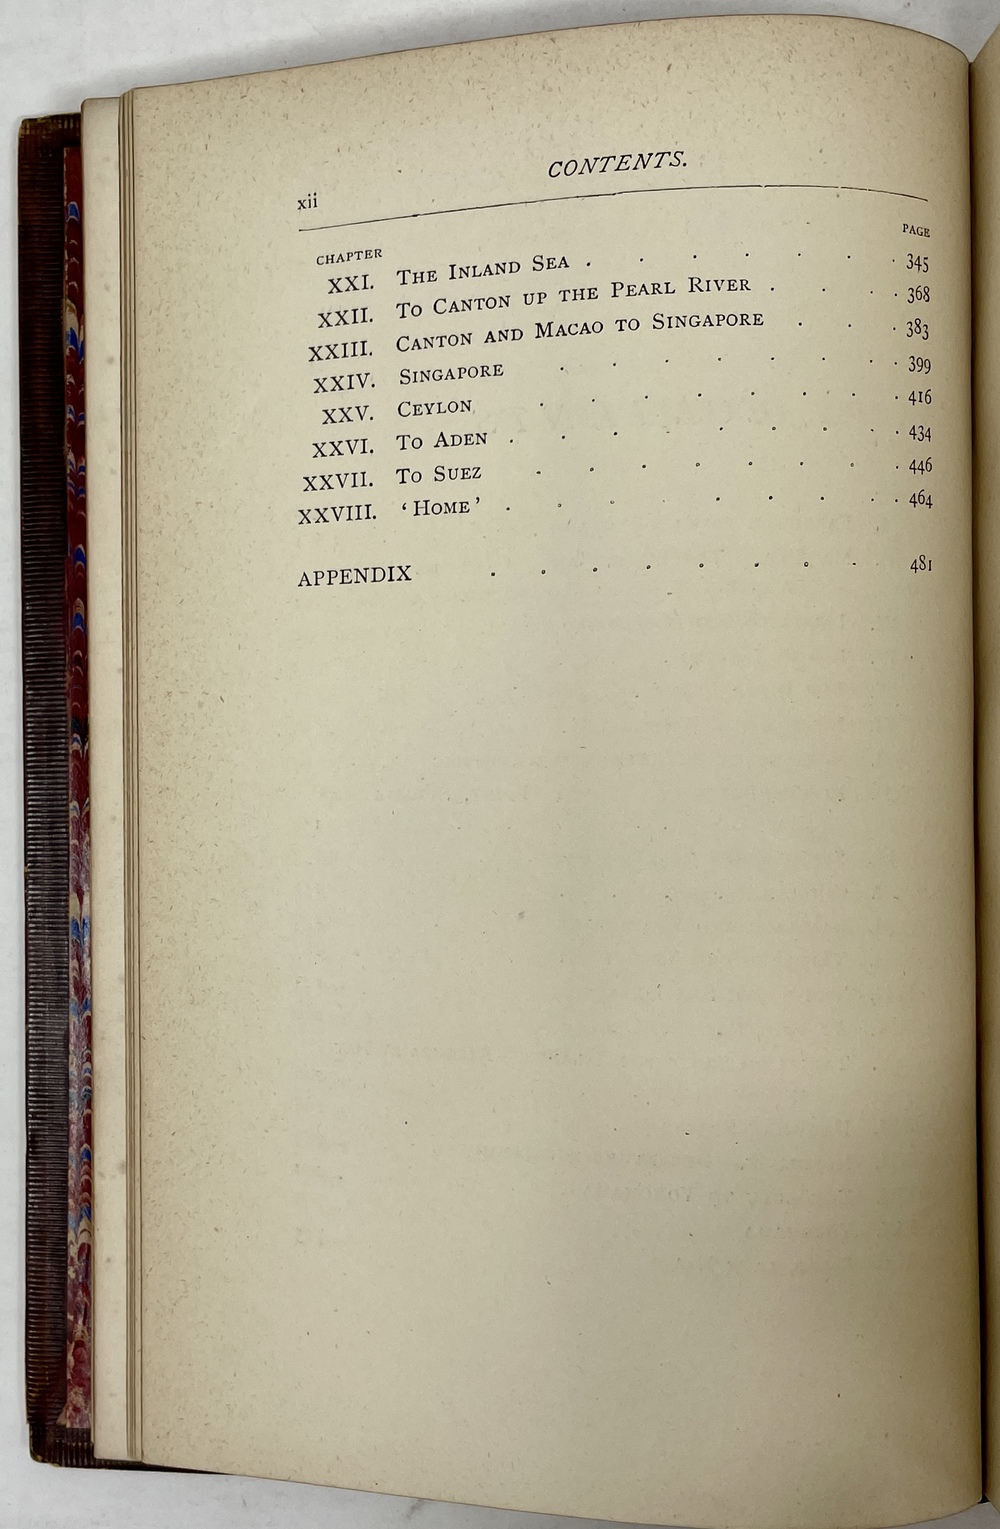 CONTENTS.
xii
CHAPTER PAGE
XXI. THE INLAND SEA . . . . . . . 345
XXII. TO CANTON UP THE PEARL RIVER . . . . 368
XXIII. CANTON AND MACAO TO SINGAPORE . . . 383
XXIV. SINGAPORE . . . . . . . 399
XXV. CEYLON . . . . . . . . 416
XXVI. TO ADEN . . . . . . . . . 434
XXVII. TO SUEZ . . . . . . . . 446
XXVIII. ‘HOME’ . . . . . . . . 464
APPENDIX . . . . . . . . 481